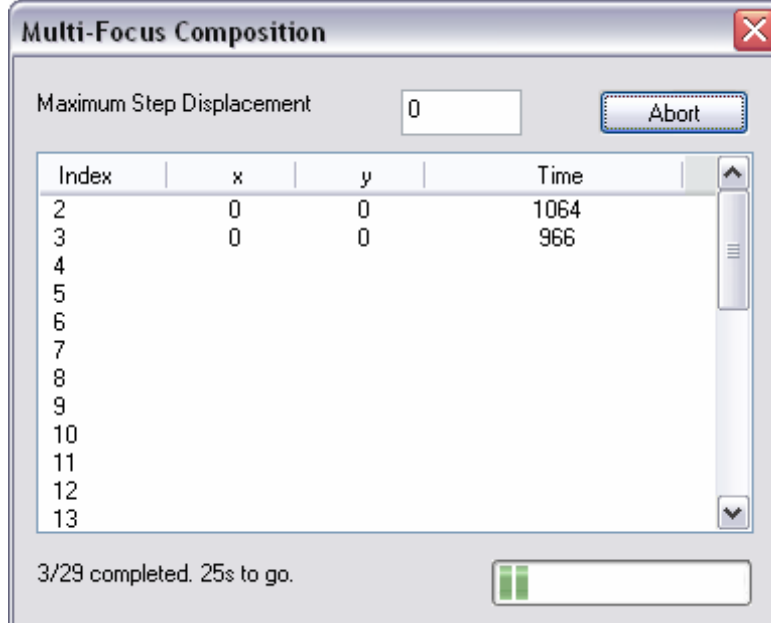 Multi-Focus Composition
Maximum Step Displacement 0 Abort
Index x y Time
2 0 0 1064
3 0 0 966
4
5
6
7
8
9
10
11
12
13
3/29 completed. 25s to go.